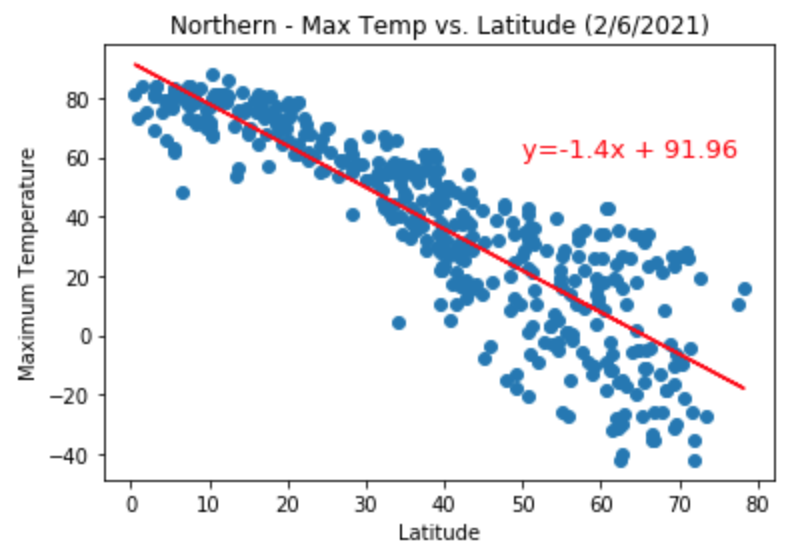 Northern - Max Temp vs. Latitude (2/6/2021)
80
60
40
20
0
−20
−40
Maximum Temperature
y=-1.4x + 91.96
0 10 20 30 40 50 60 70 80
Latitude